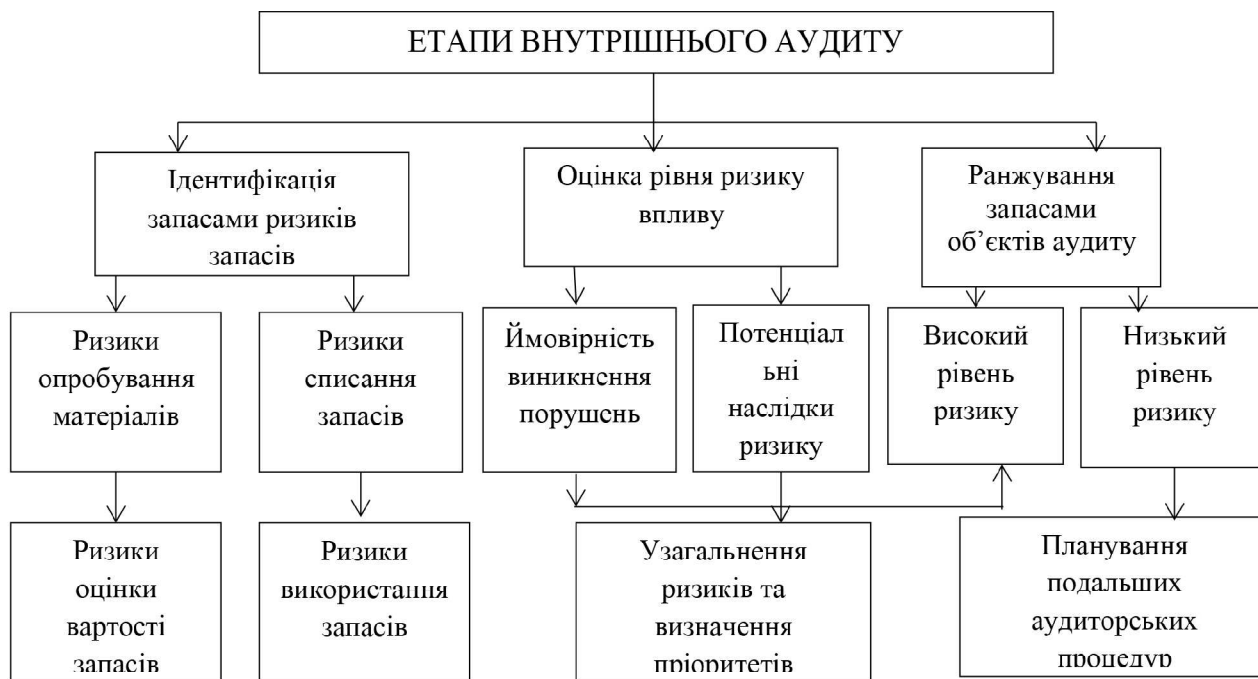 ЕТАПИ ВНУТРІШНЬОГО АУДИТУ
Ідентифікація
запасами ризиків
запасів
Оцінка рівня ризику
впливу
Ранжування
запасами
об’єктів аудиту
Ризики
опробування
матеріалів
Ризики
списання
запасів
Ймовірність
виникнення
порушень
Потенціал
ьні
наслідки
ризику
Високий
рівень
ризику
Низький
рівень
ризику
Ризики
оцінки
вартості
запасів
Ризики
використання
запасів
Узагальнення
ризиків та
визначення
пріоритетів
Планування
подальших
аудиторських
процедур